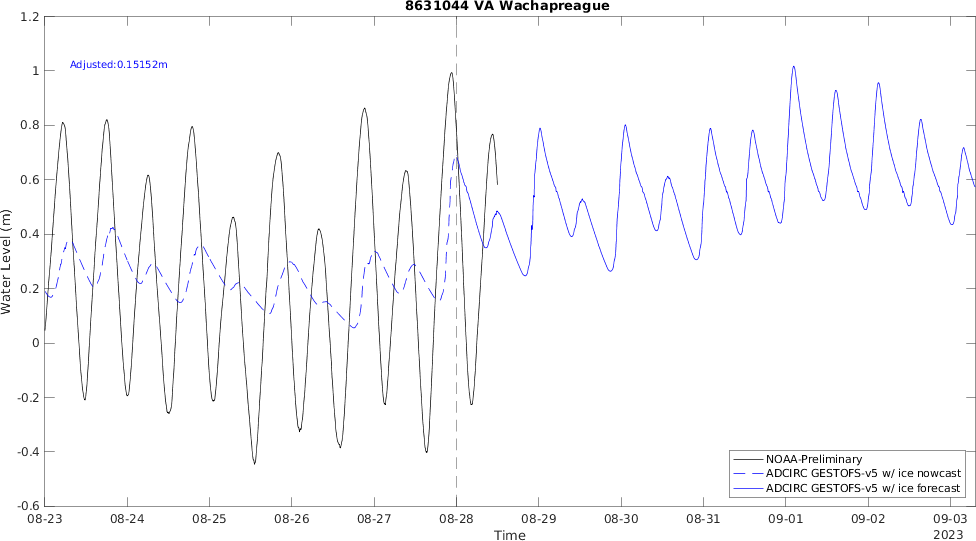 8631044 VA Wachapreague
1.2
Adjusted:0.15152m
1
0.8
0.6
0.4
0.2
0
-0.2
-0.4
-0.6
Water Level (m)
NOAA-Preliminary
ADCIRC GESTOFS-v5 w/ ice nowcast
ADCIRC GESTOFS-v5 w/ ice forecast
08-23 08-24 08-25 08-26 08-27 08-28 08-29 08-30 08-31 09-01 09-02 09-03
Time
2023